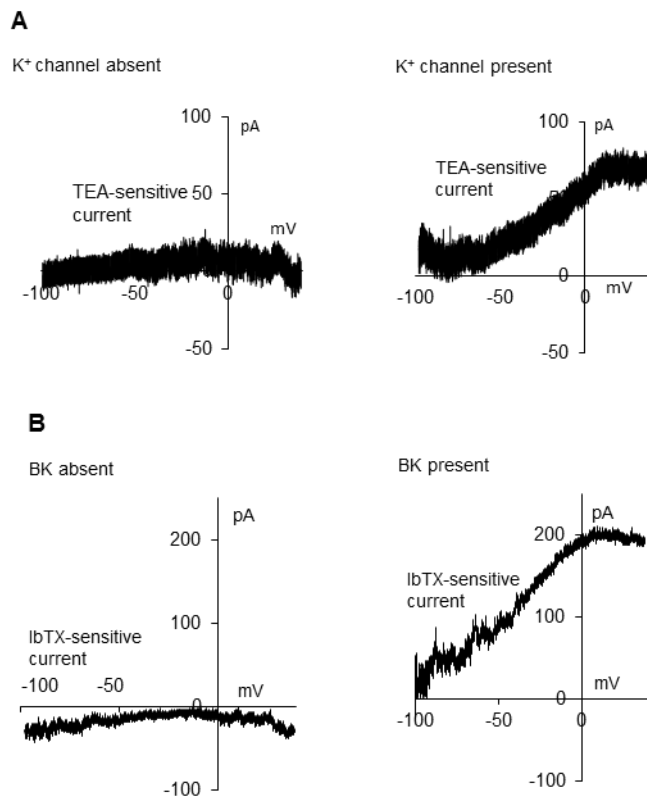 A
K⁺ channel absent
100
pA
TEA-sensitive
current
50
mV
-100
-50
0
-50
K⁺ channel present
100
pA
TEA-sensitive
current
50
0
-100
0
mV
-50
B
BK absent
pA
200
100
IbTX-sensitive
current
-100
-50
0
mV
-100
BK present
pA
200
IbTX-sensitive
current
100
0
mV
-100
-50
0
-100